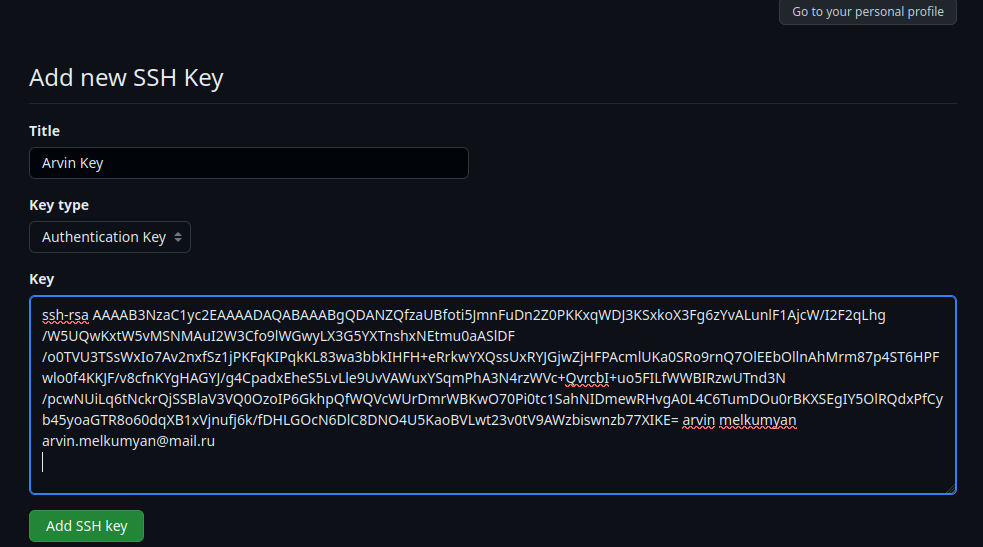 Go to your personal profile
Add new SSH Key
Title
Arvin Key
Key type
Authentication Key
Key
ssh-rsa AAAAB3NzaC1yc2EAAAADAQABAAABgQDANZQfzaUBfoti5JmnFuDn2Z0PKKxqWDJ3KSxkoX3Fg6zYvALunlF1AjcW/I2F2qLhg
/W5UQwKxtW5vMSNMAuI2W3Cfo9lWGwyLX3G5YXTnshxNEtmu0aASlDF
/o0TVU3TSsWxIo7Av2nxfSz1jPKFqKIPqkKL83wa3bbkIHFH+eRrkwYXQssUxRYJGjwZjHFPAcmlUKa0SRo9rnQ7OlEEbOllnAhMrm87p4ST6HPF
wlo0f4KKJF/v8cfnKYgHAGYJ/g4CpadxEheS5LvLle9UvVAWuxYSqmPhA3N4rzWVc+QvrcbI+uo5FILfWWBIRzwUTnd3N
/pcwNUiLq6tNckrQjSSBlaV3VQ0OzoIP6GkhpQfWQVcWUrDmrWBKwO70Pi0tc1SahNIDmewRHvgA0L4C6TumDOu0rBKXSEgIY5OlRQdxPfCy
b45yoaGTR8o60dqXB1xVjnufj6k/fDHLGOcN6DlC8DNO4U5KaoBVLwt23v0tV9AWzbiswnzb77XIKE= arvin melkumyan
arvin.melkumyan@mail.ru
Add SSH key